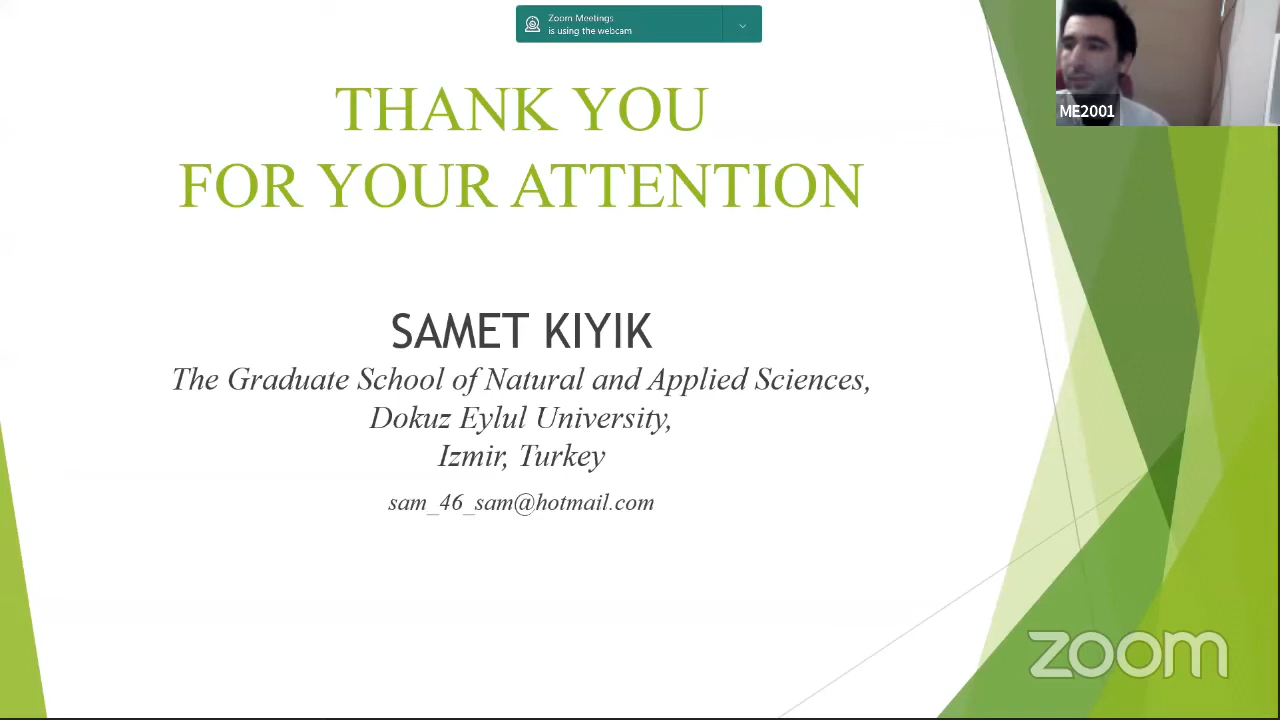 Zoom Meetings
is using the webcam
THANK YOU
FOR YOUR ATTENTION
ME2001
SAMET KIYIK
The Graduate School of Natural and Applied Sciences,
Dokuz Eylul University,
Izmir, Turkey
sam_46_sam@hotmail.com
zoom